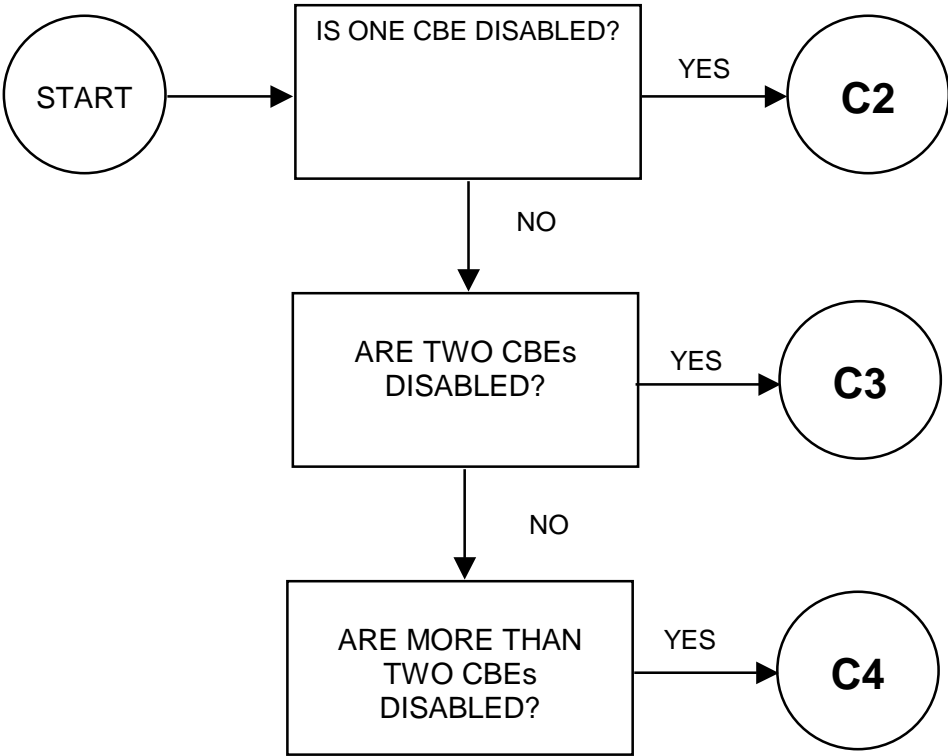 IS ONE CBE DISABLED?
START
YES
C2
NO
ARE TWO CBEs
DISABLED?
YES
C3
NO
ARE MORE THAN
TWO CBEs
DISABLED?
YES
C4